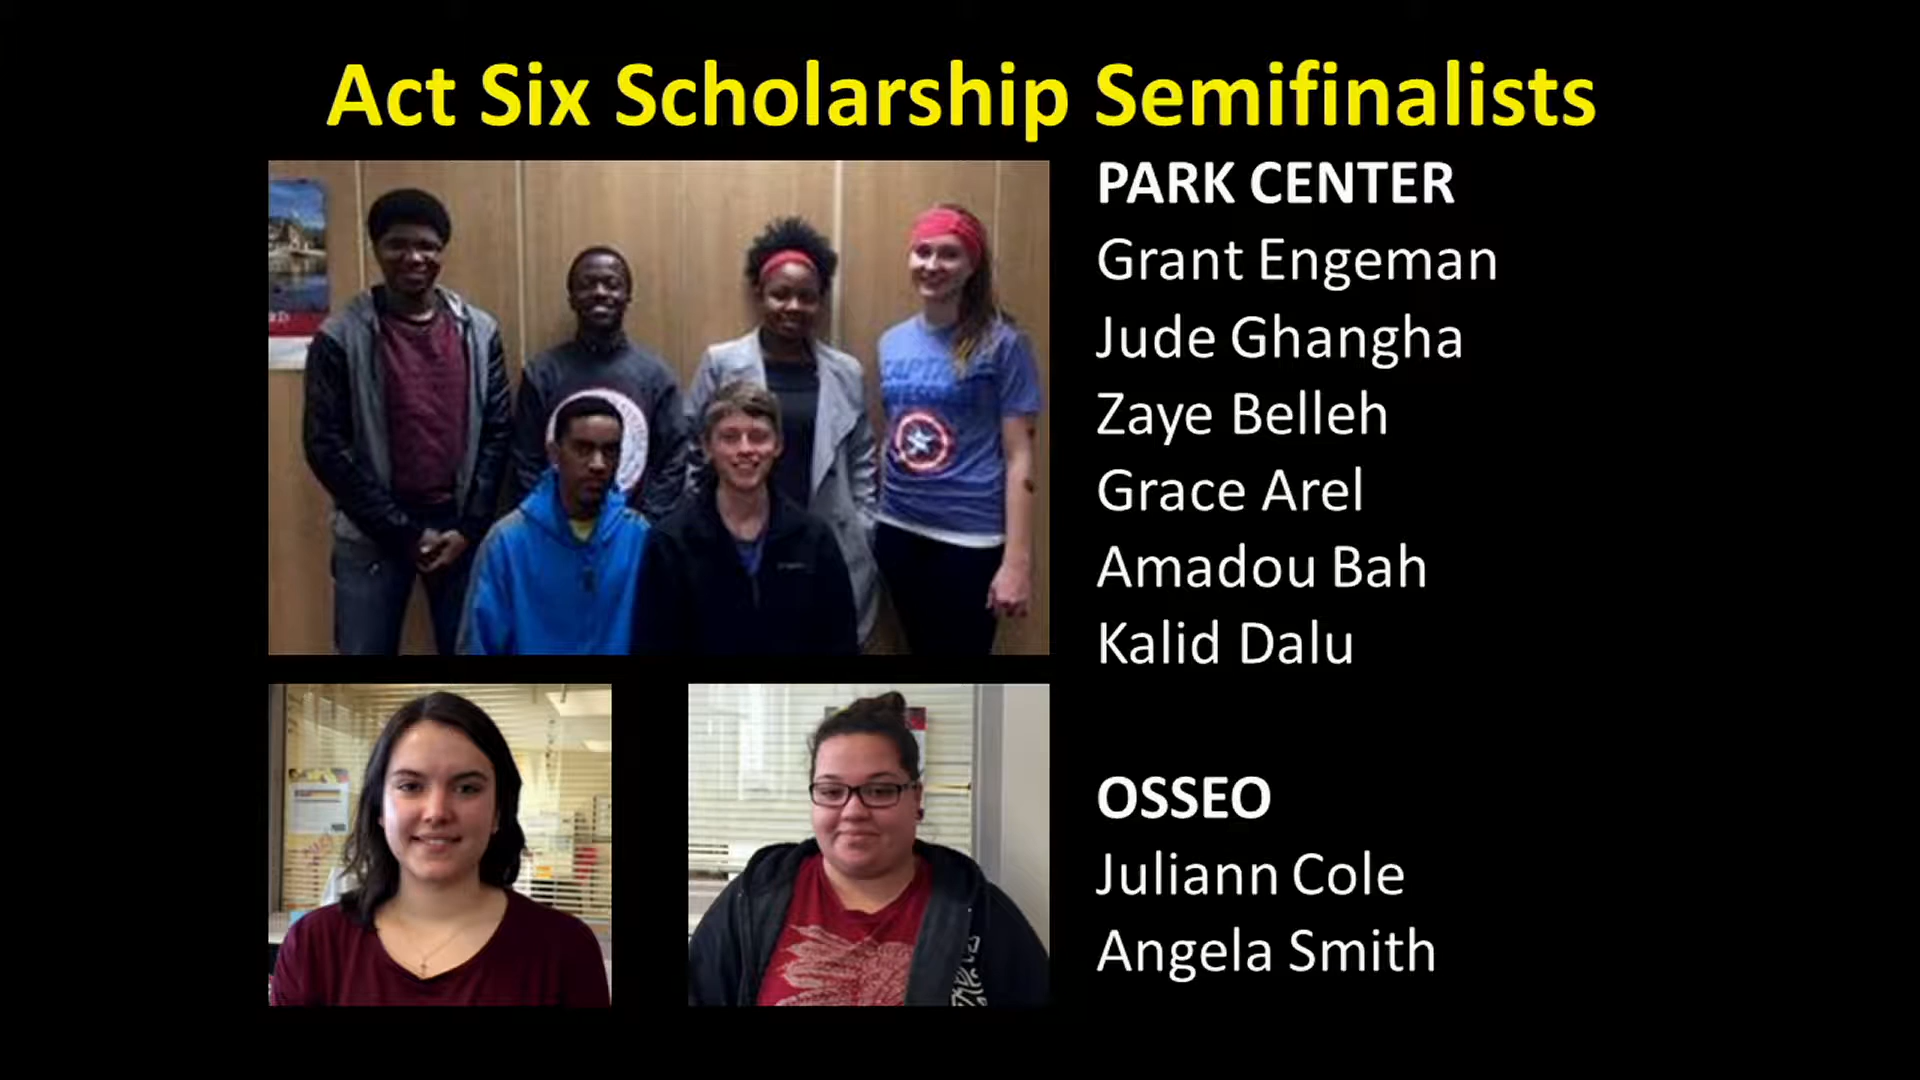 Act Six Scholarship Semifinalists
PARK CENTER
Grant Engeman
Jude Ghangha
Zaye Belleh
Grace Arel
Amadou Bah
Kalid Dalu
OSSEO
Juliann Cole
Angela Smith